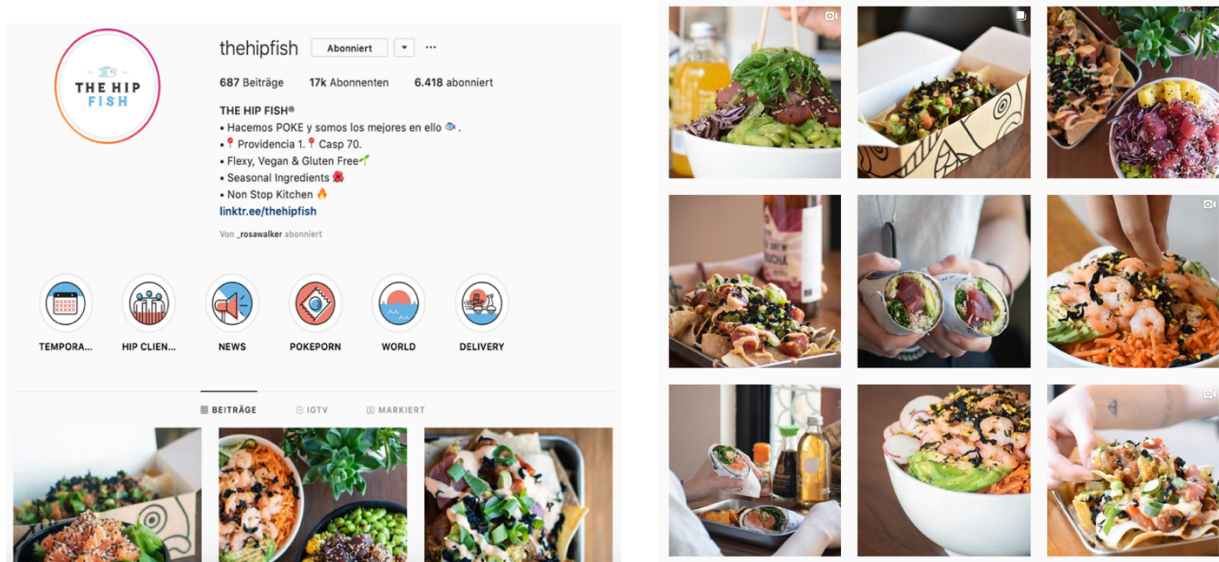 thehipfish Abonniert
687 Beiträge 17k Abonnenten 6.418 abonniert
THE HIP
FISH
THE HIP FISH®
• Hacemos POKE y somos los mejores en ello 🐟 .
•📍Providencia 1.📍Casp 70.
• Flexy, Vegan & Gluten Free🌱
• Seasonal Ingredients 🌺
• Non Stop Kitchen 🔥
linktr.ee/thehipfish
Von _rosawalker abonniert
TEMPORA... HIP CLIEN... NEWS POKEPORN WORLD DELIVERY
BEITRÄGE IGTV MARKIERT